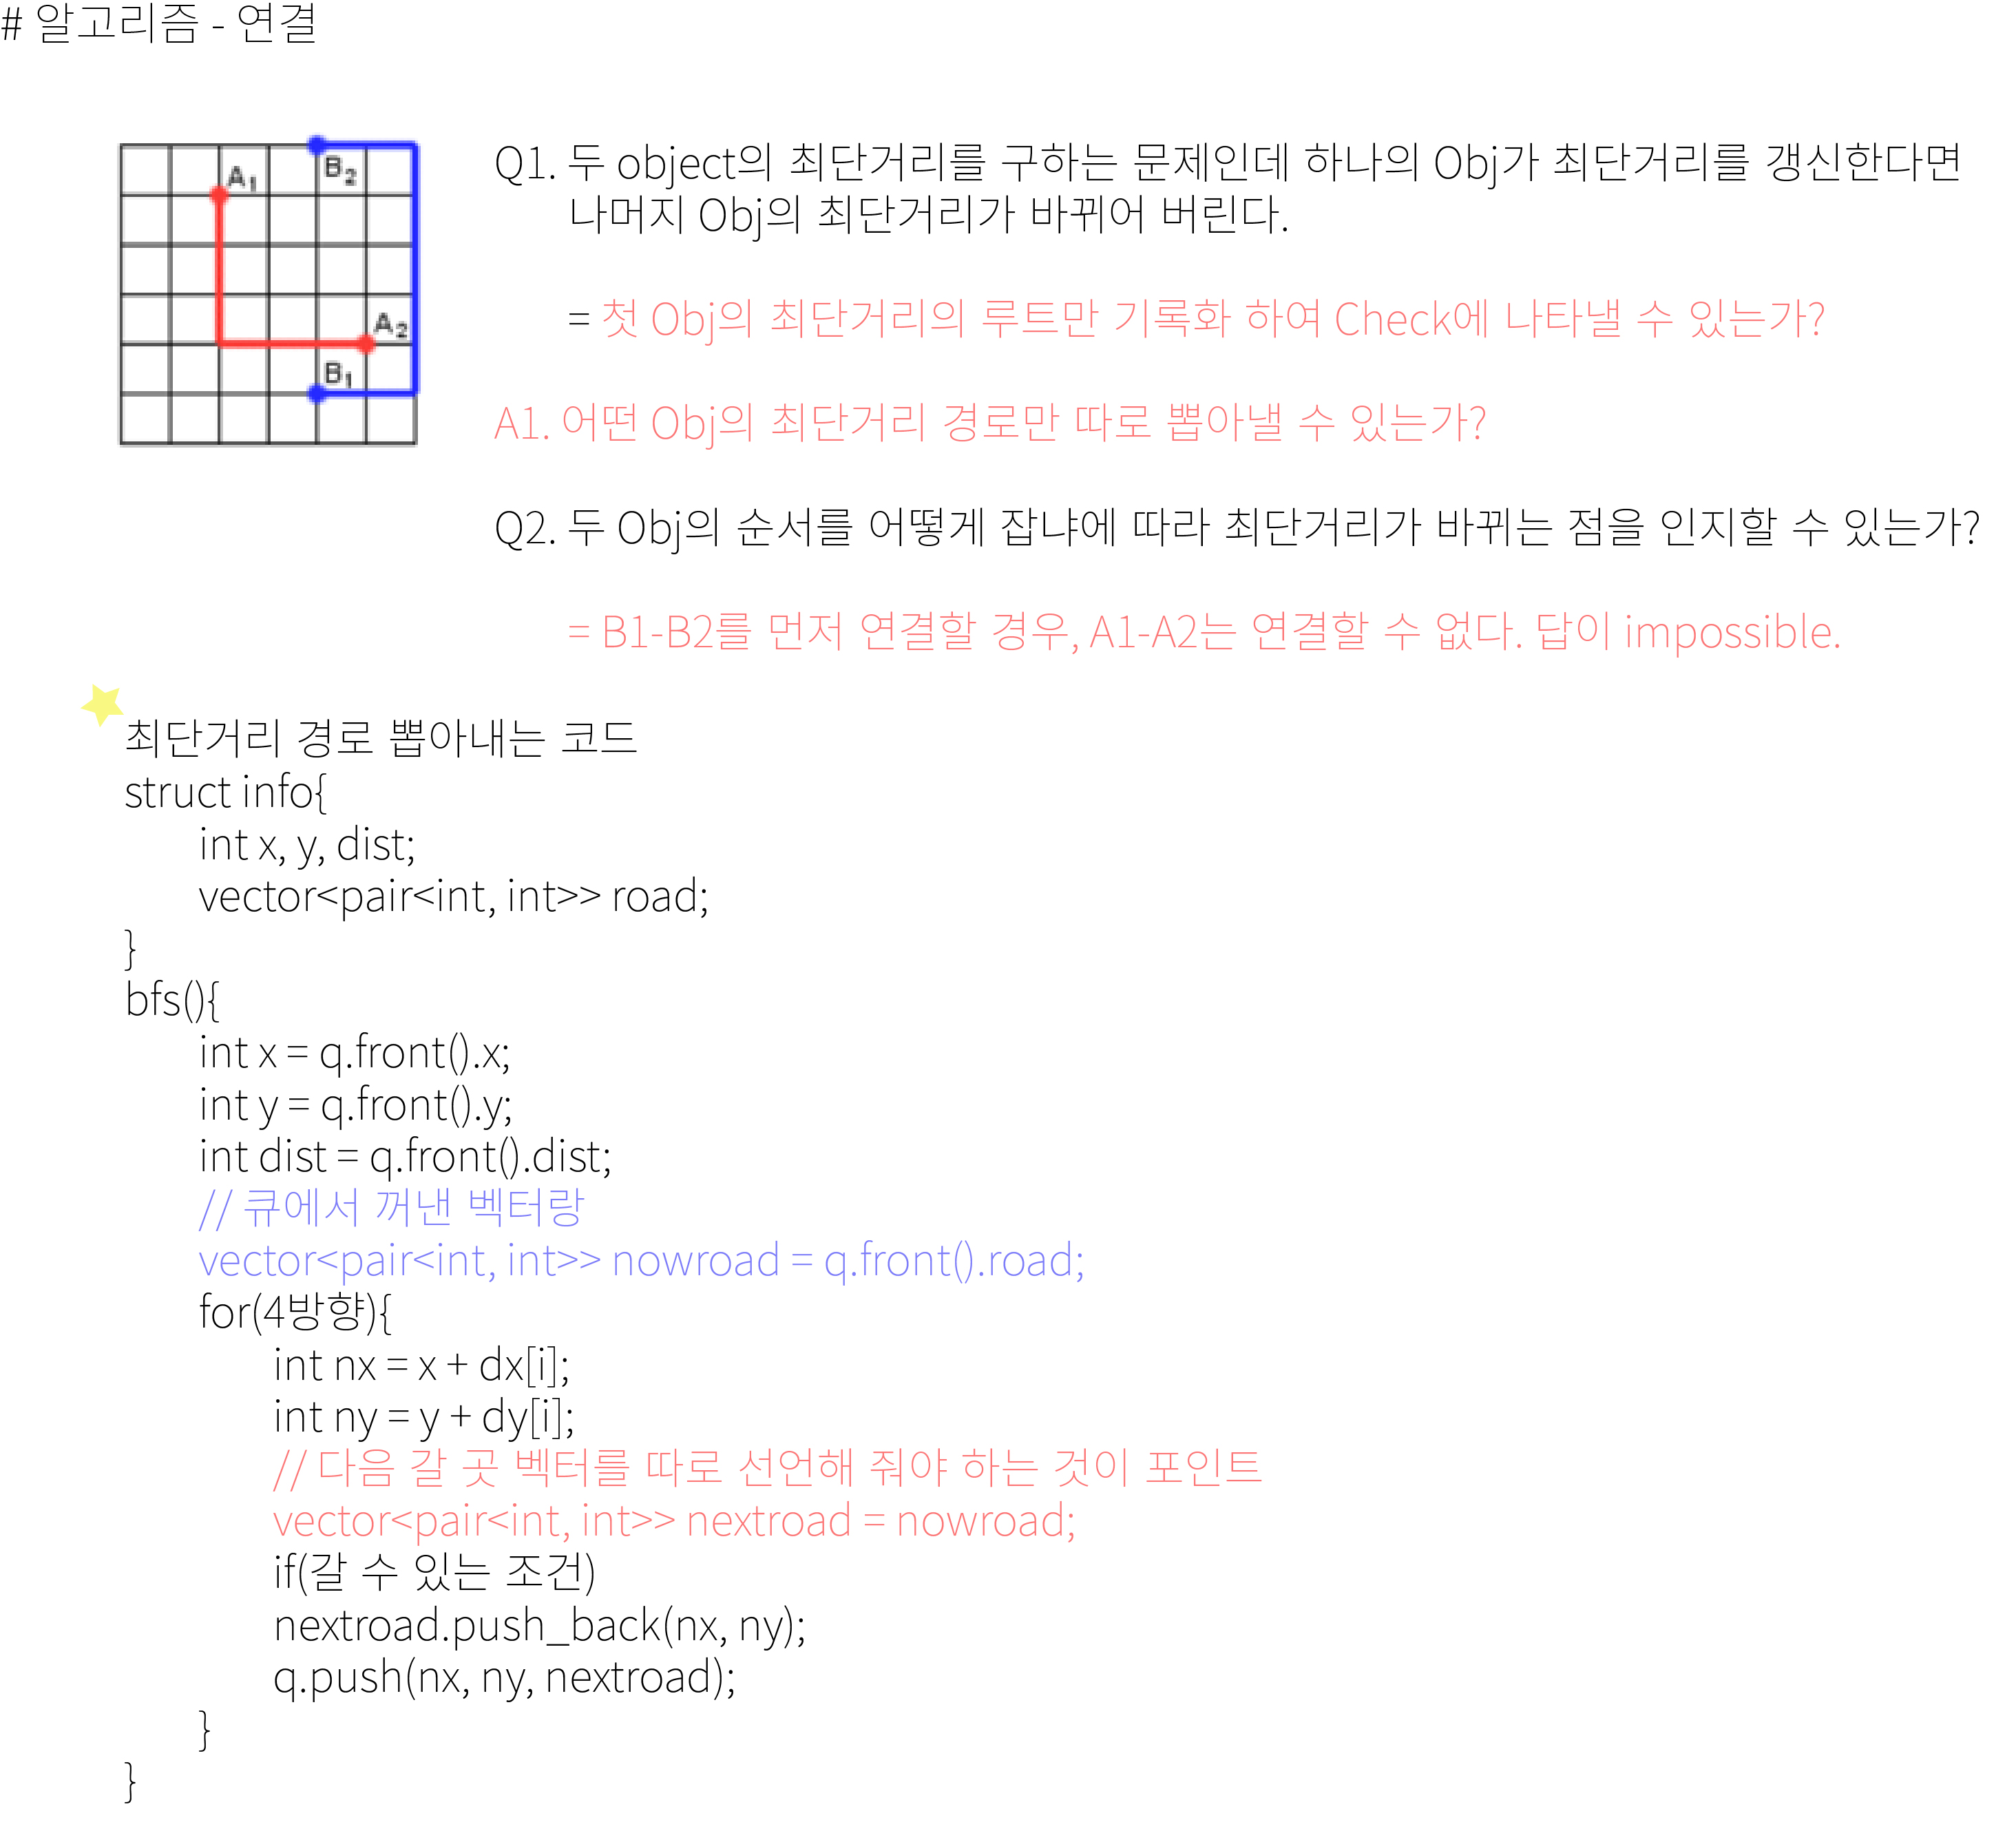 # 알고리즘 - 연결
A1
B2
A2
B1
Q1. 두 object의 최단거리를 구하는 문제인데 하나의 Obj가 최단거리를 갱신한다면
나머지 Obj의 최단거리가 바뀌어 버린다.
= 첫 Obj의 최단거리의 루트만 기록화 하여 Check에 나타낼 수 있는가?
A1. 어떤 Obj의 최단거리 경로만 따로 뽑아낼 수 있는가?
Q2. 두 Obj의 순서를 어떻게 잡냐에 따라 최단거리가 바뀌는 점을 인지할 수 있는가?
= B1-B2를 먼저 연결할 경우, A1-A2는 연결할 수 없다. 답이 impossible.
최단거리 경로 뽑아내는 코드
struct info{
int x, y, dist;
vector<pair<int, int>> road;
}
bfs(){
int x = q.front().x;
int y = q.front().y;
int dist = q.front().dist;
// 큐에서 꺼낸 벡터랑
vector<pair<int, int>> nowroad = q.front().road;
for(4방향){
int nx = x + dx[i];
int ny = y + dy[i];
// 다음 갈 곳 벡터를 따로 선언해 줘야 하는 것이 포인트
vector<pair<int, int>> nextroad = nowroad;
if(갈 수 있는 조건)
nextroad.push_back(nx, ny);
q.push(nx, ny, nextroad);
}
}